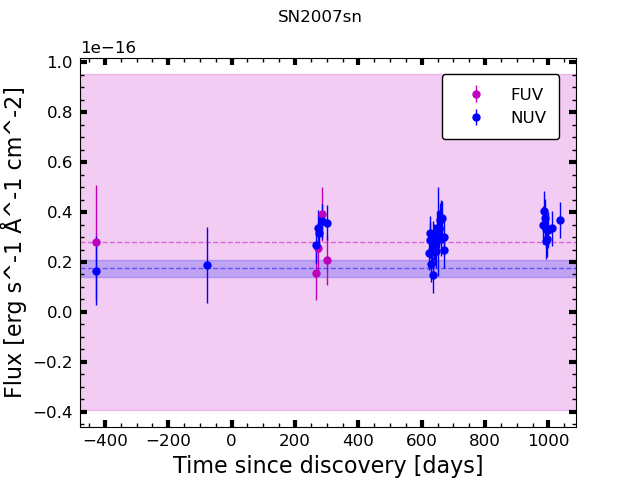 SN2007sn
1e−16
1.0
0.8
0.6
0.4
0.2
0.0
−0.2
−0.4
FUV
NUV
Flux [erg s^-1 Å^-1 cm^-2]
−400 −200 0 200 400 600 800 1000
Time since discovery [days]